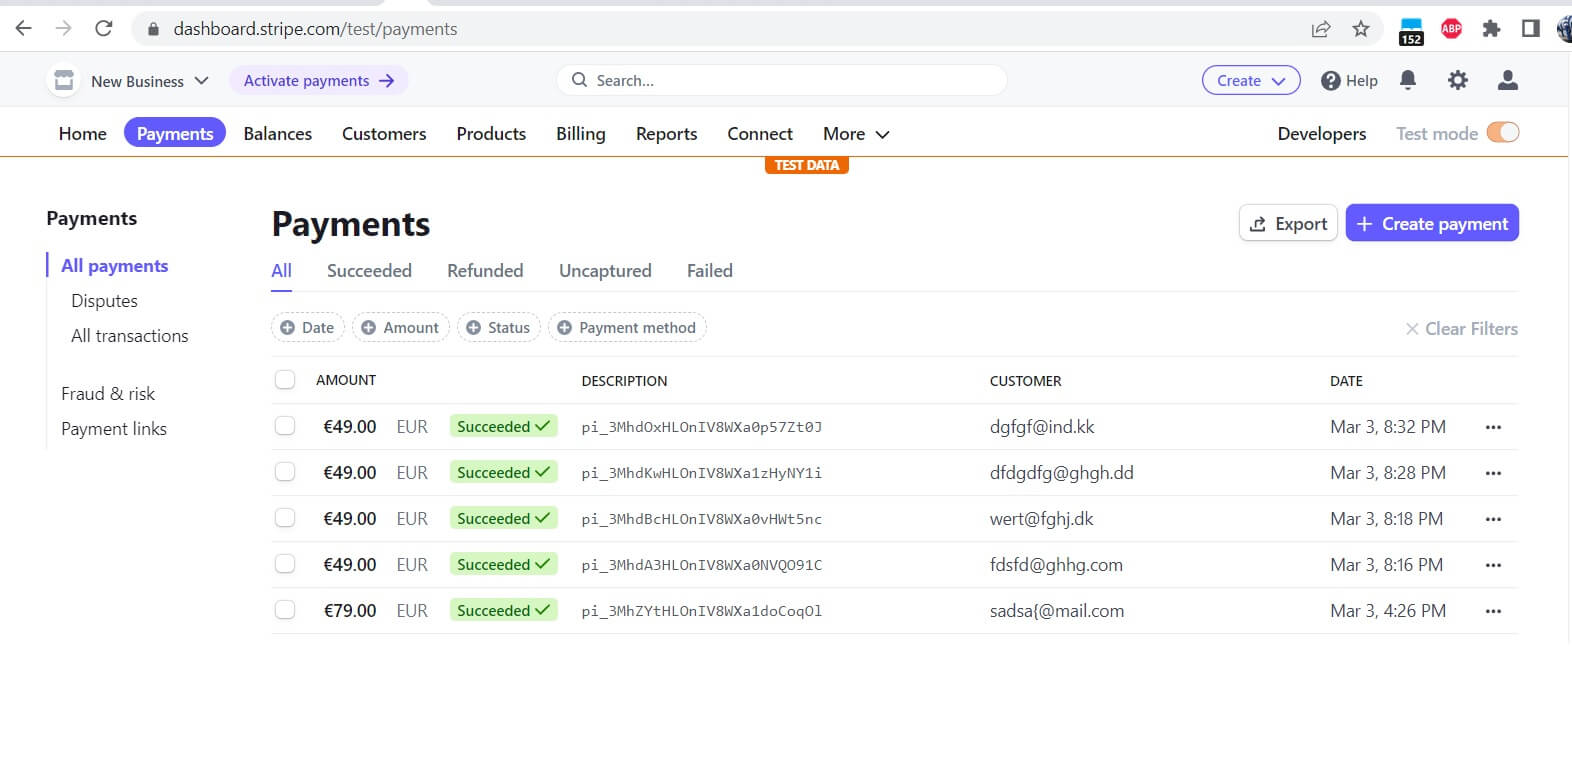 dashboard.stripe.com/test/payments
152
ABP
New Business
Activate payments →
Search...
Create
Help
Home Payments Balances Customers Products Billing Reports Connect More
Developers Test mode
TEST DATA
Payments
All payments
Disputes
All transactions
Fraud & risk
Payment links
Payments
Export
+ Create payment
All Succeeded Refunded Uncaptured Failed
Date Amount Status Payment method
Clear Filters
AMOUNT DESCRIPTION CUSTOMER DATE
€49.00 EUR Succeeded pi_3MhdOxHLOnIV8WXa0p57Zt0J dgfgf@ind.kk Mar 3, 8:32 PM
€49.00 EUR Succeeded pi_3MhdKwHLOnIV8WXa1zHyNY1i dfdgdfg@ghgh.dd Mar 3, 8:28 PM
€49.00 EUR Succeeded pi_3MhdBcHLOnIV8WXa0vHWt5nc wert@fghj.dk Mar 3, 8:18 PM
€49.00 EUR Succeeded pi_3MhdA3HLOnIV8WXa0NVQO91C fdsfd@ghhg.com Mar 3, 8:16 PM
€79.00 EUR Succeeded pi_3MhZYtHLOnIV8WXa1doCoqOl sadsa{@mail.com Mar 3, 4:26 PM